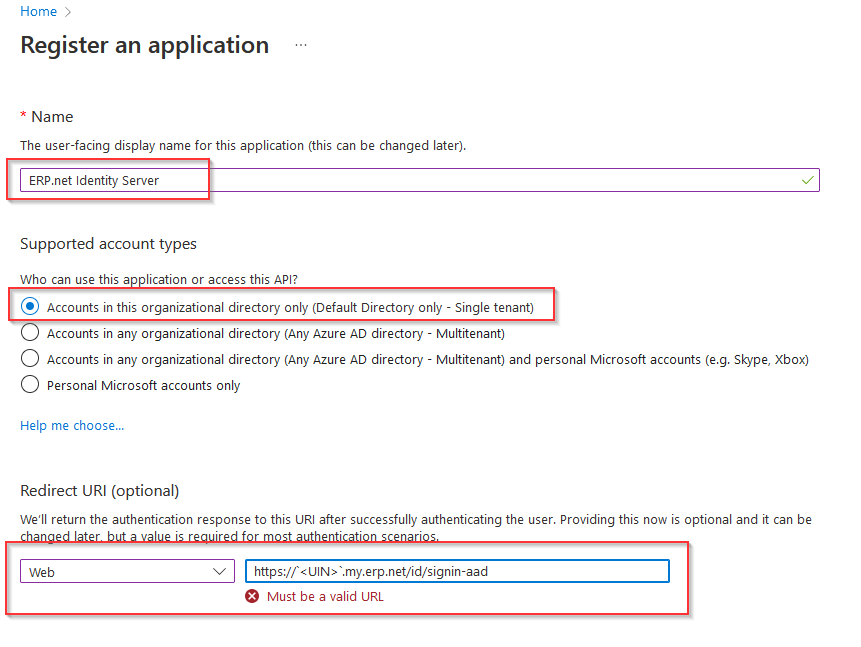 Home
Register an application ...
* Name
The user-facing display name for this application (this can be changed later).
ERP.net Identity Server
Supported account types
Who can use this application or access this API?
Accounts in this organizational directory only (Default Directory only - Single tenant)
Accounts in any organizational directory (Any Azure AD directory - Multitenant)
Accounts in any organizational directory (Any Azure AD directory - Multitenant) and personal Microsoft accounts (e.g. Skype, Xbox)
Personal Microsoft accounts only
Help me choose...
Redirect URI (optional)
We'll return the authentication response to this URI after successfully authenticating the user. Providing this now is optional and it can be
changed later, but a value is required for most authentication scenarios.
Web https://`<UIN>`.my.erp.net/id/signin-aad
Must be a valid URL